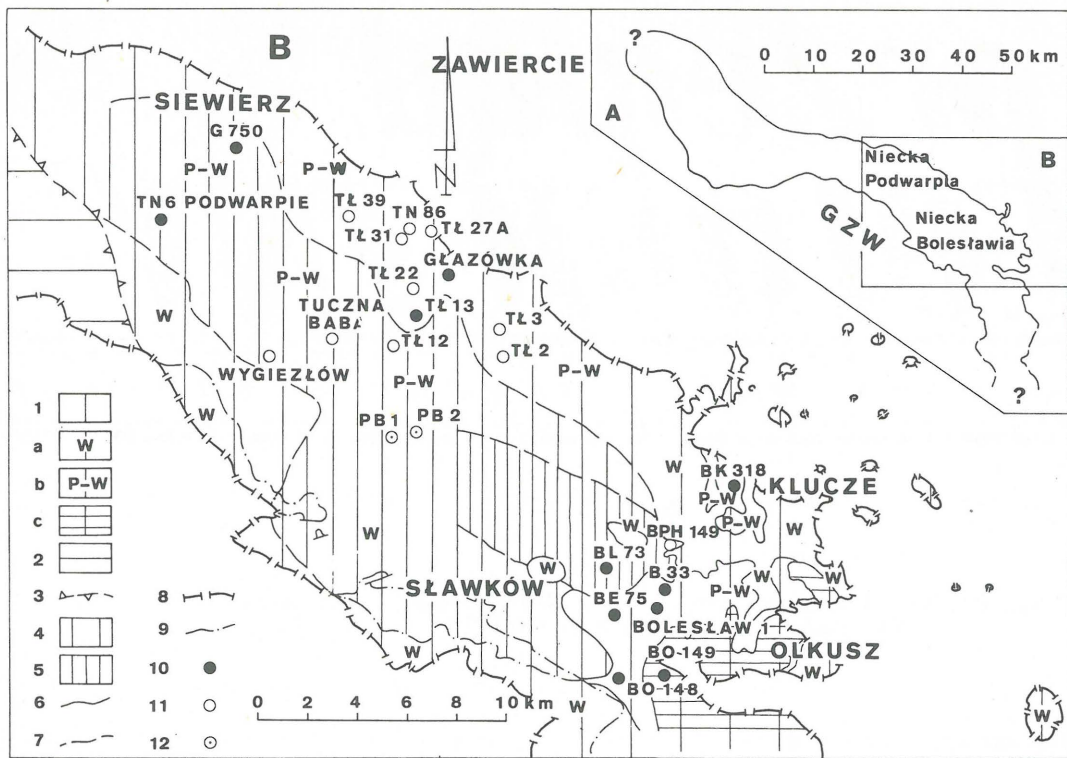 B
ZAWIERCIE
N
SIEWIERZ
G 750
P-W
P-W
TN6 PODWARPIE
TŁ 39
TN 86
TŁ 31
TŁ 27A
GŁAZÓWKA
P-W
TŁ 22
TUCZNA
BABA
TŁ 13
W
TŁ 3
TŁ 12
TŁ 2
WYGIEZŁÓW
P-W
P-W
W
PB 1
PB 2
W
BK 318
KLUCZE
P-W
P-W
W
W
W
BPH 149
BL 73
W
W
W
B 33
P-W
SŁAWKÓW
BE 75
BOLESŁAW 1
OLKUSZ
BO-149
W
W
BO-148
W
W
0 2 4 6 8 10 km
A
0 10 20 30 40 50 km
?
B
Niecka
Podwarpia
Niecka
Bolesławia
GZW
?
1
a W
b P-W
c
2
3
4
5
6
7
8
9
10
11
12